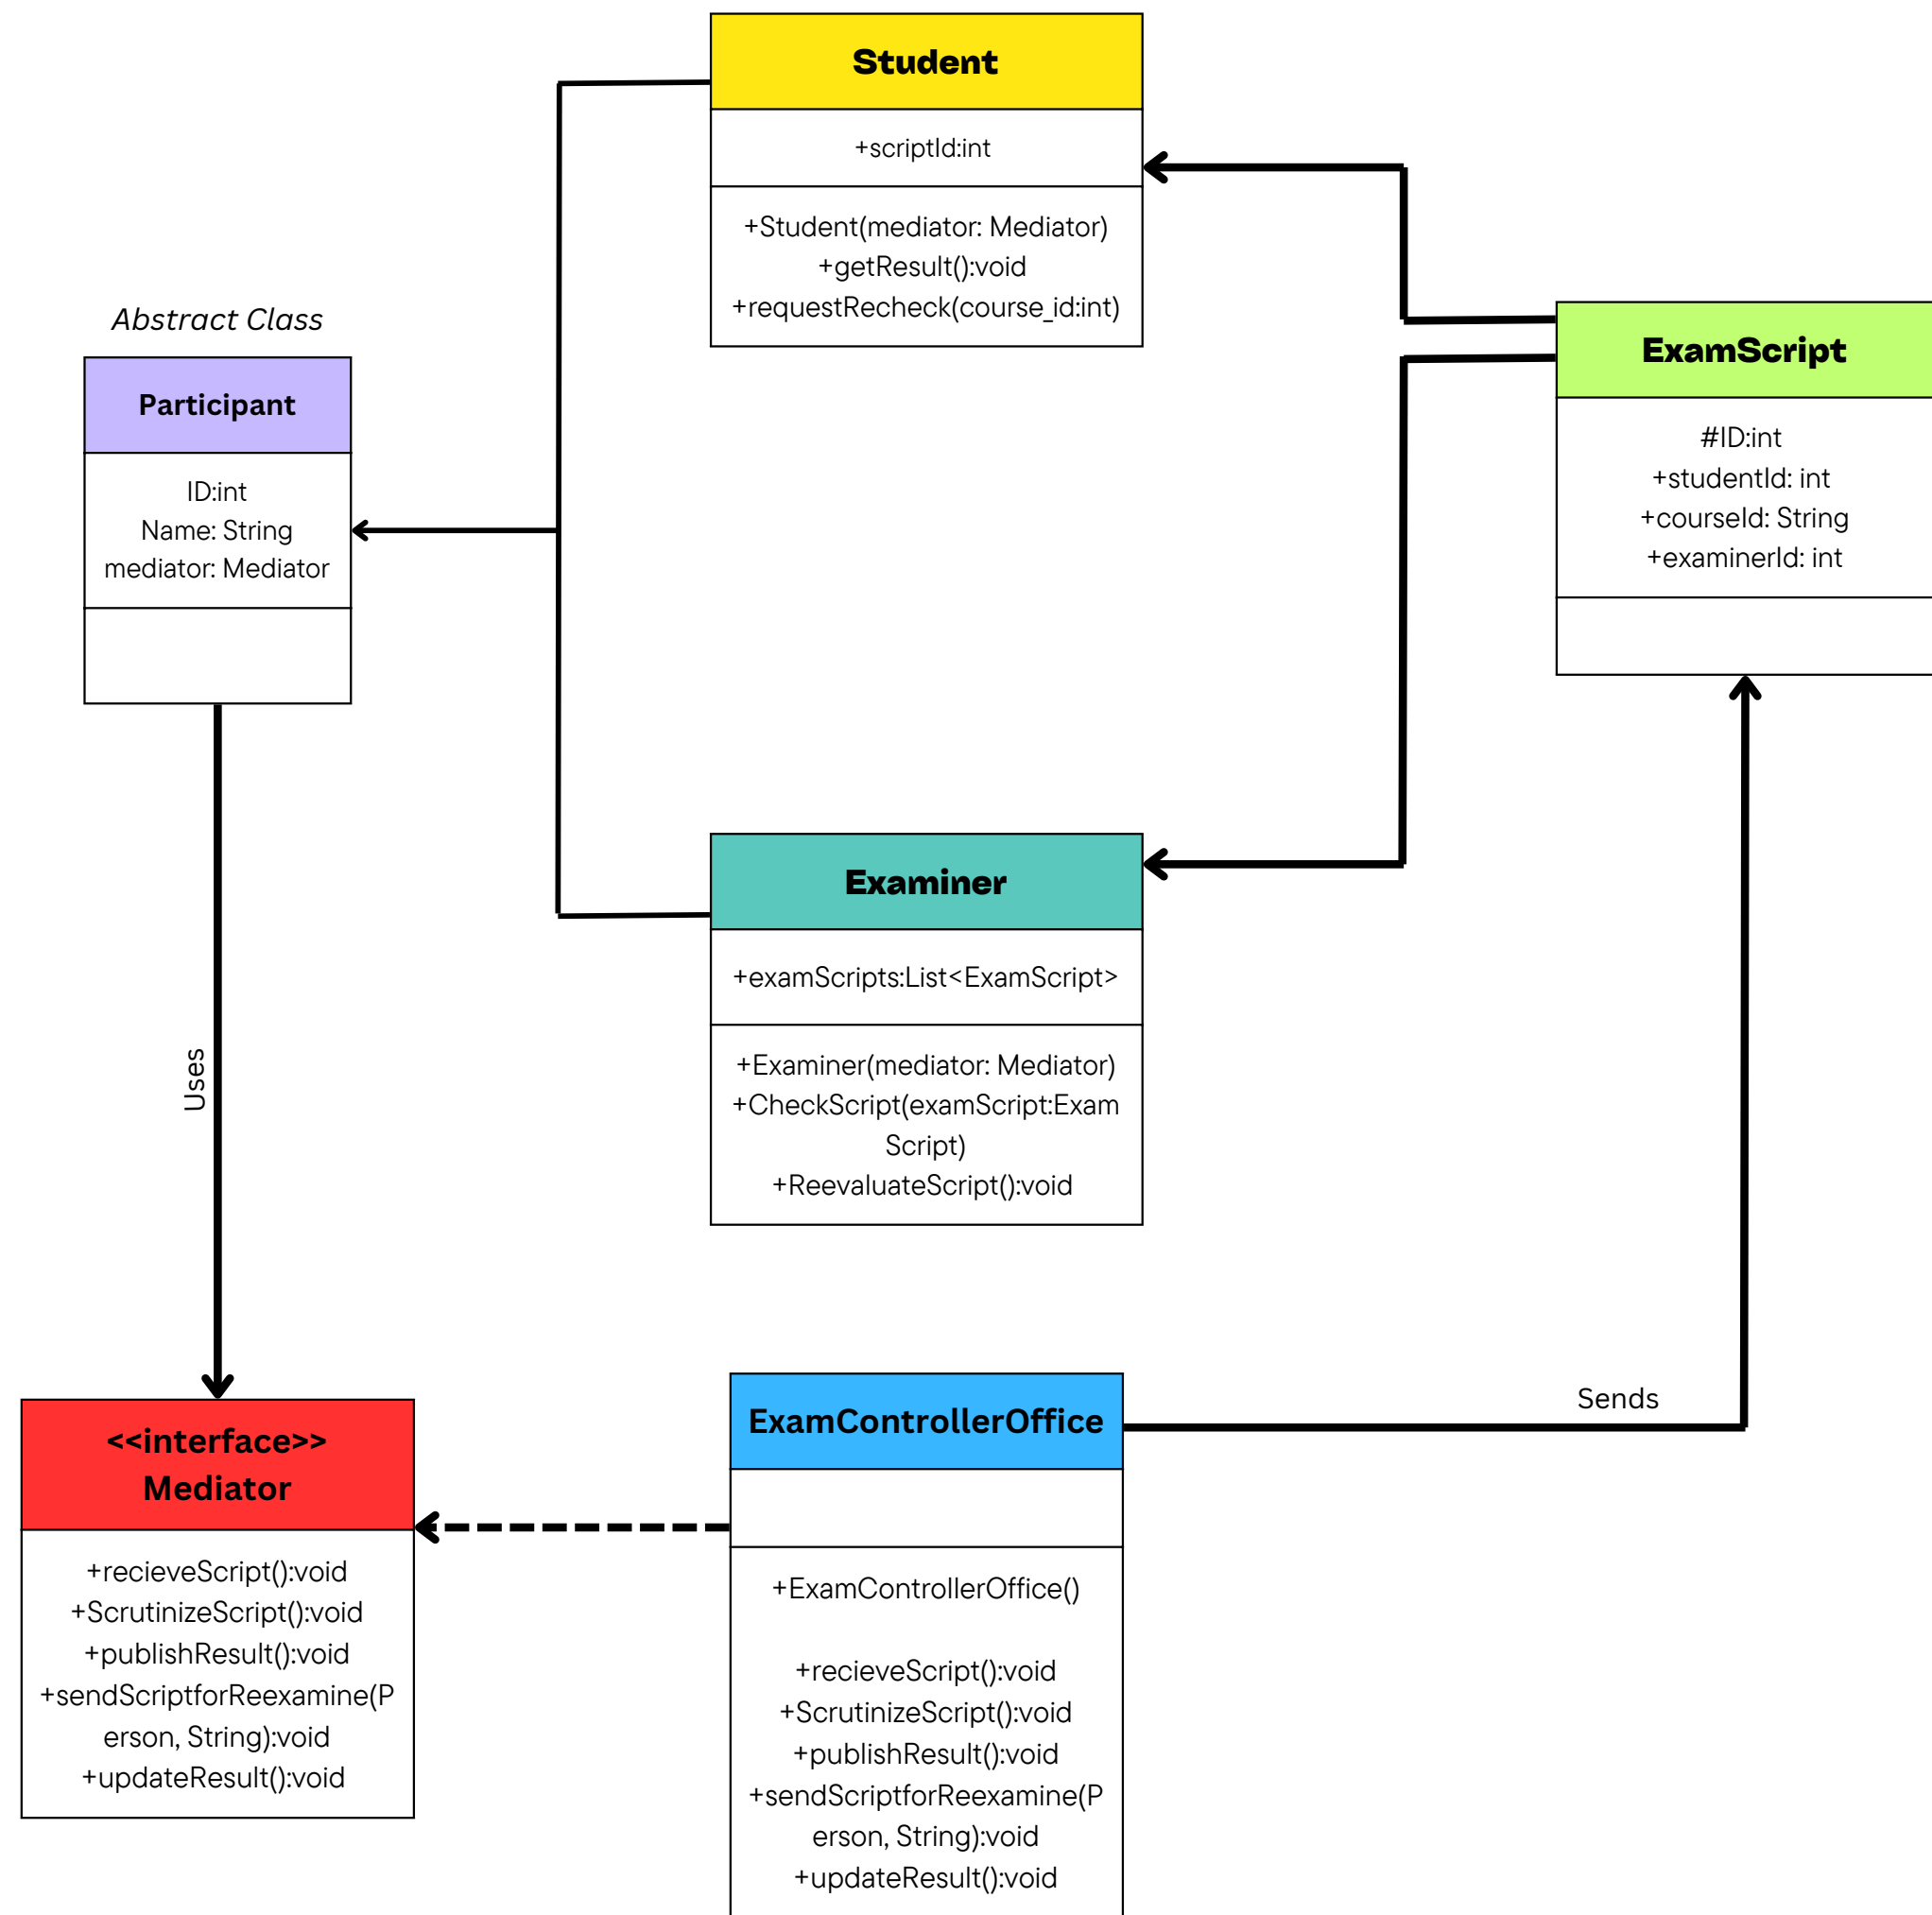 Student
+scriptId:int
+Student(mediator: Mediator)
+getResult():void
+requestRecheck(course_id:int)
Abstract Class
Participant
ID:int
Name: String
mediator: Mediator
ExamScript
#ID:int
+studentId: int
+courseId: String
+examinerId: int
Examiner
+examScripts:List<ExamScript>
+Examiner(mediator: Mediator)
+CheckScript(examScript:Exam
Script)
+ReevaluateScript():void
Uses
Sends
<<interface>>
Mediator
+recieveScript():void
+ScrutinizeScript():void
+publishResult():void
+sendScriptforReexamine(P
erson, String):void
+updateResult():void
ExamControllerOffice
+ExamControllerOffice()
+recieveScript():void
+ScrutinizeScript():void
+publishResult():void
+sendScriptforReexamine(P
erson, String):void
+updateResult():void